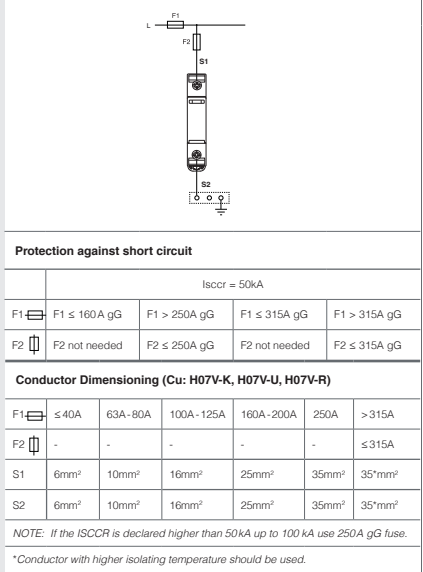 F1
L
F2
S1
S2
Protection against short circuit
Isccr = 50kA
F1 F1 ≤ 160A gG F1 > 250A gG F1 ≤ 315A gG F1 > 315A gG
F2 F2 not needed F2 ≤ 250A gG F2 not needed F2 ≤ 315A gG
Conductor Dimensioning (Cu: H07V-K, H07V-U, H07V-R)
F1 ≤40A 63A-80A 100A-125A 160A-200A 250A >315A
F2 - - - - - ≤315A
S1 6mm² 10mm² 16mm² 25mm² 35mm² 35*mm²
S2 6mm² 10mm² 16mm² 25mm² 35mm² 35*mm²
NOTE: If the ISCCR is declared higher than 50kA up to 100 kA use 250A gG fuse.
*Conductor with higher isolating temperature should be used.